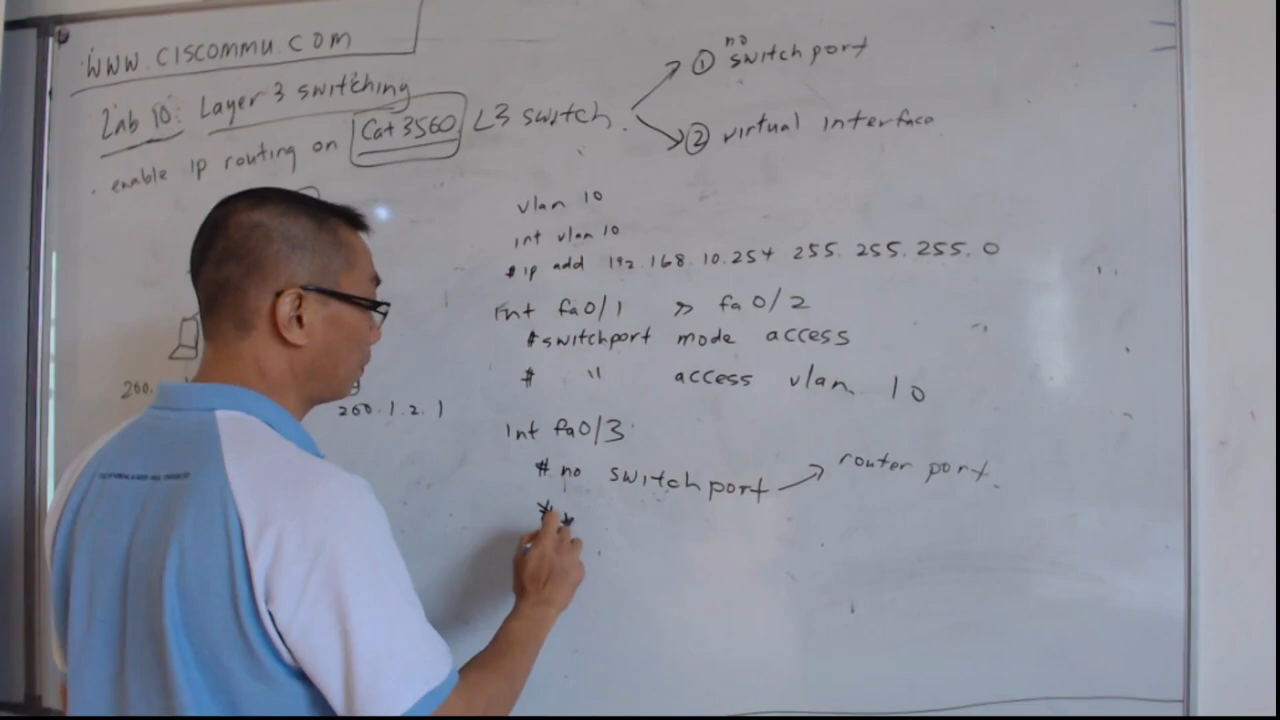 www.ciscommu.com
Lab 10: Layer 3 switching
. enable ip routing on Cat 3560 L3 switch.
① no switchport
② virtual interface
vlan 10
int vlan 10
# ip add 192.168.10.254 255.255.255.0
int fa0/1 » fa0/2
# switchport mode access
# " access vlan 10
int fa0/3
# no switchport → router port.
200.
200.1.2.1